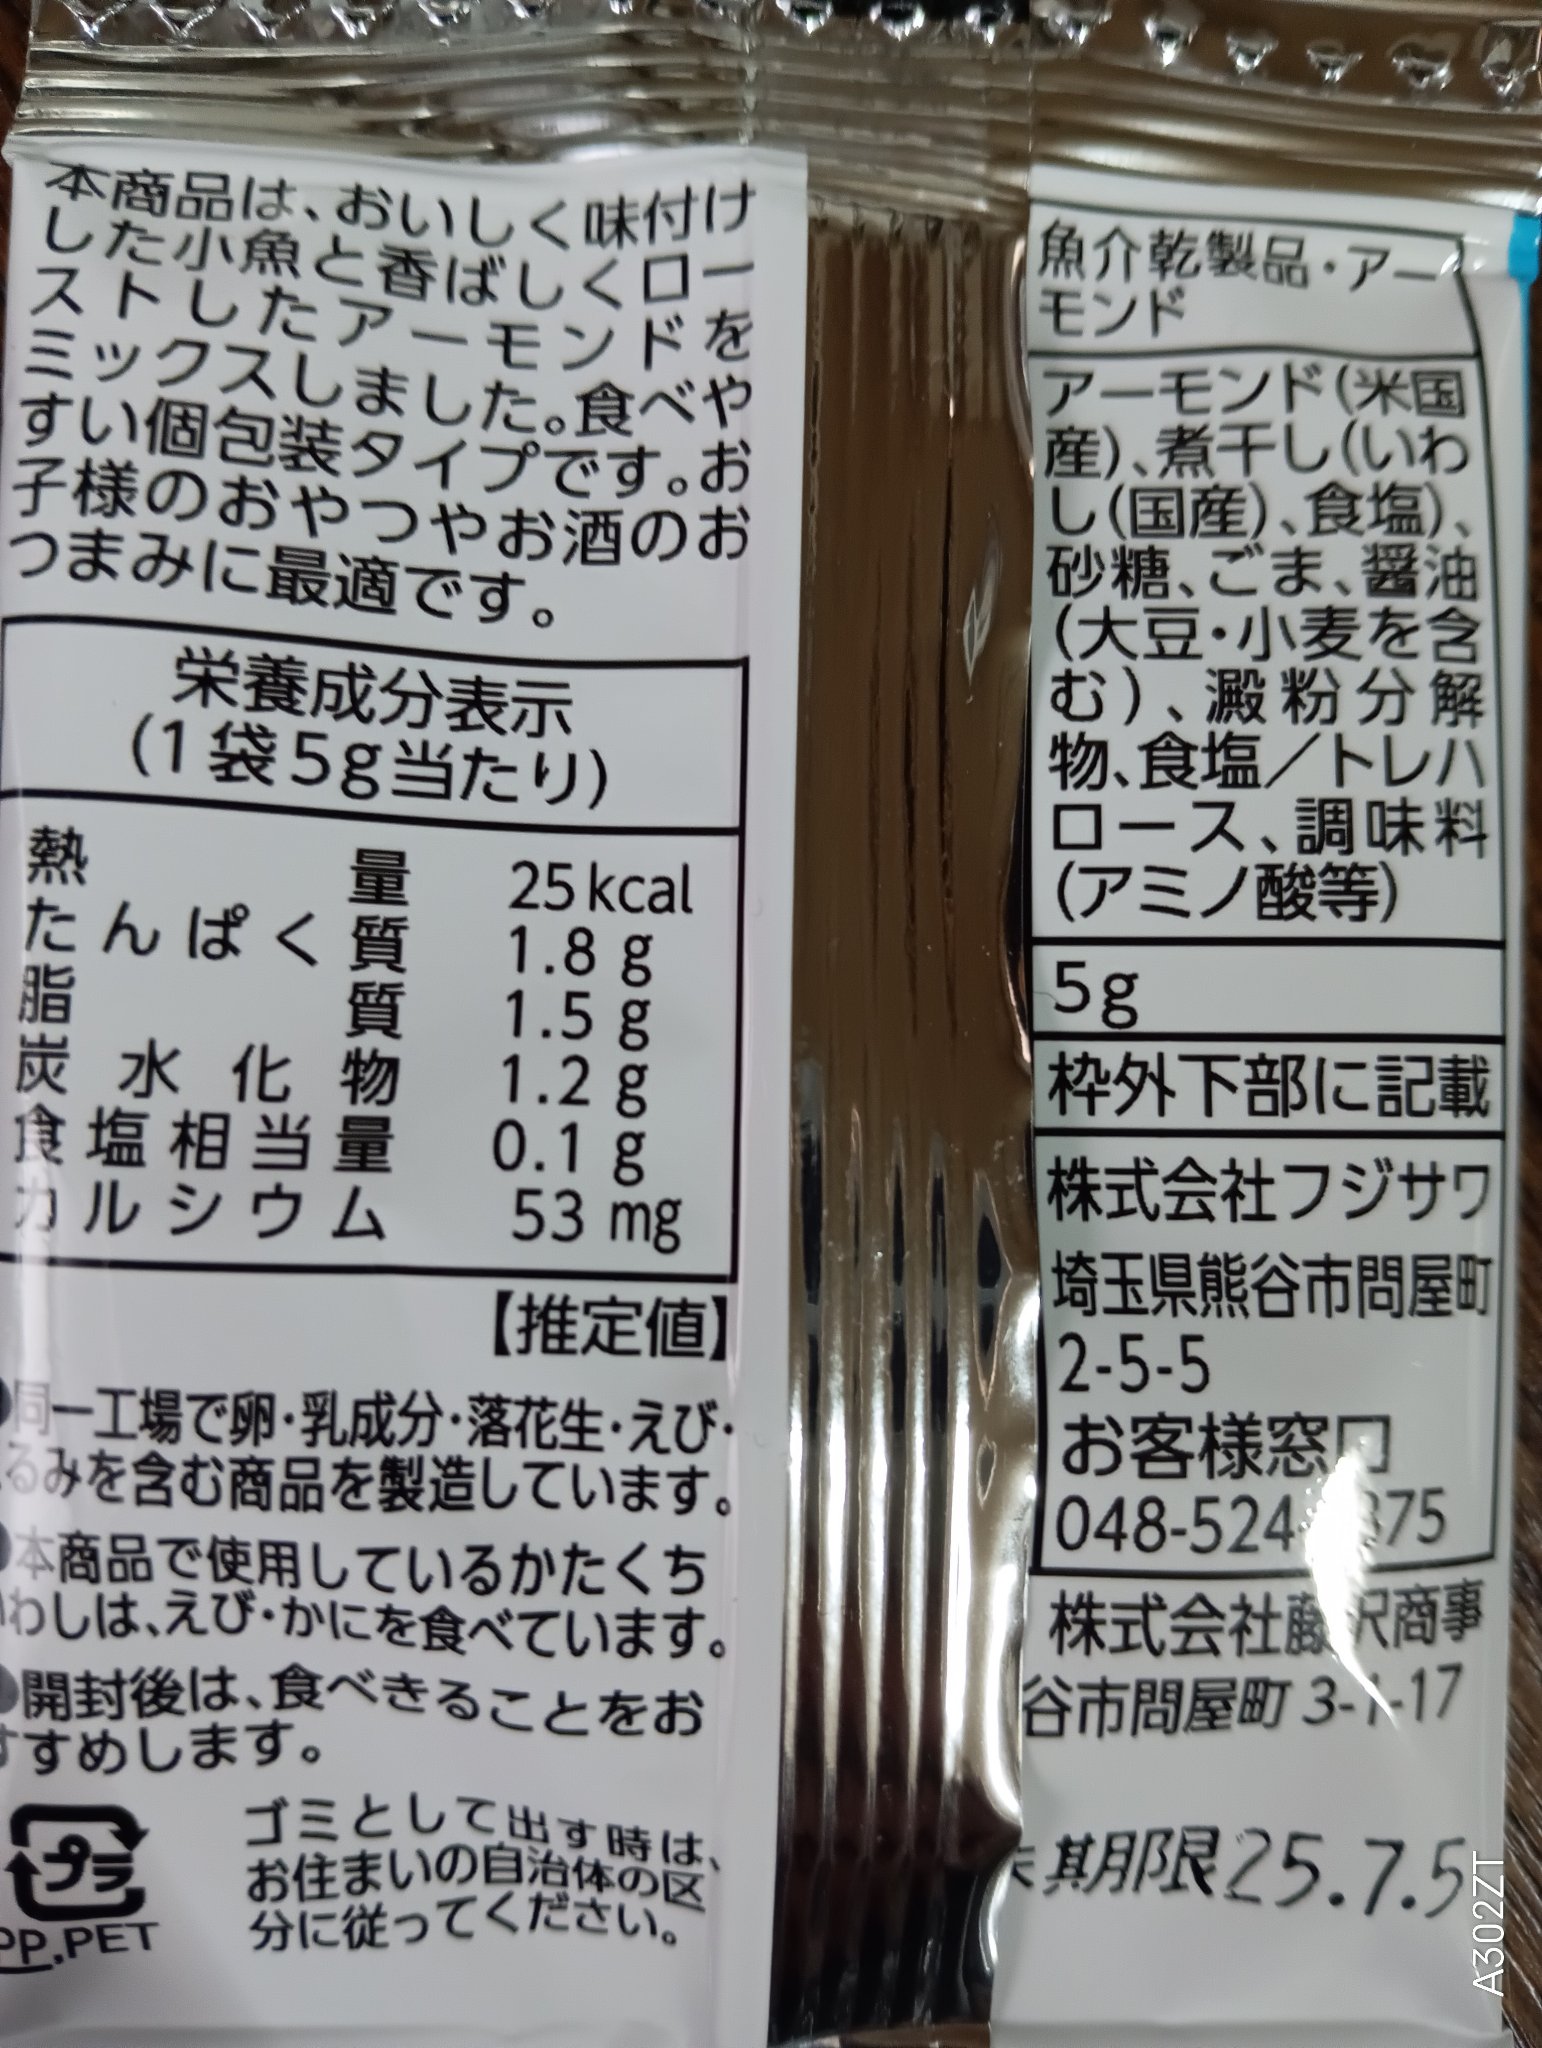 本商品は、おいしく味付け
した小魚と香ばしくロー
ストしたアーモンドを
ミックスしました。食べや
すい個包装タイプです。お
子様のおやつやお酒のお
つまみに最適です。
栄養成分表示
(1袋5g当たり)
熱量 25kcal
たんぱく質 1.8g
脂質 1.5g
炭水化物 1.2g
食塩相当量 0.1g
カルシウム 53mg
【推定値】
同一工場で卵・乳成分・落花生・えび・
るみを含む商品を製造しています。
本商品で使用しているかたくち
いわしは、えび・かにを食べています。
開封後は、食べきることをお
すすめします。
プラ
PP,PET
ゴミとして出す時は、
お住まいの自治体の区
分に従ってください。
魚介乾製品・アー
モンド
アーモンド(米国
産)、煮干し(いわ
し(国産)、食塩)、
砂糖、ごま、醤油
(大豆・小麦を含
む)、澱粉分解
物、食塩/トレハ
ロース、調味料
(アミノ酸等)
5g
枠外下部に記載
株式会社フジサワ
埼玉県熊谷市問屋町
2-5-5
お客様窓口
048-524-
株式会社藤沢商事
谷市問屋町 3-1-17
期限25.7.5
A302ZT